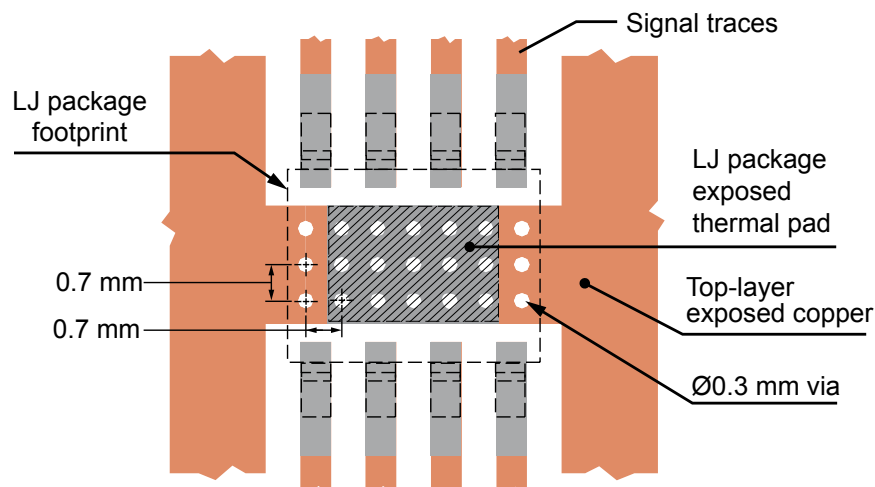 Signal traces
LJ package
footprint
LJ package
exposed
thermal pad
0.7 mm
Top-layer
exposed copper
0.7 mm
Ø0.3 mm via